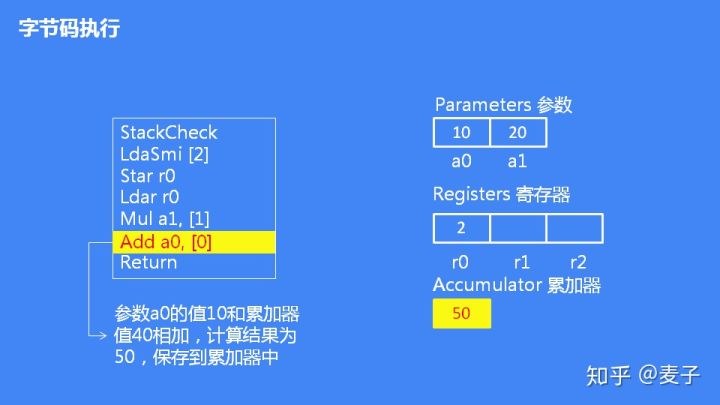 字节码执行
StackCheck
LdaSmi [2]
Star r0
Ldar r0
Mul a1, [1]
Add a0, [0]
Return
参数a0的值10和累加器
值40相加，计算结果为
50，保存到累加器中
Parameters 参数
10 20
a0 a1
Registers 寄存器
2
r0 r1 r2
Accumulator 累加器
50
知乎 @麦子